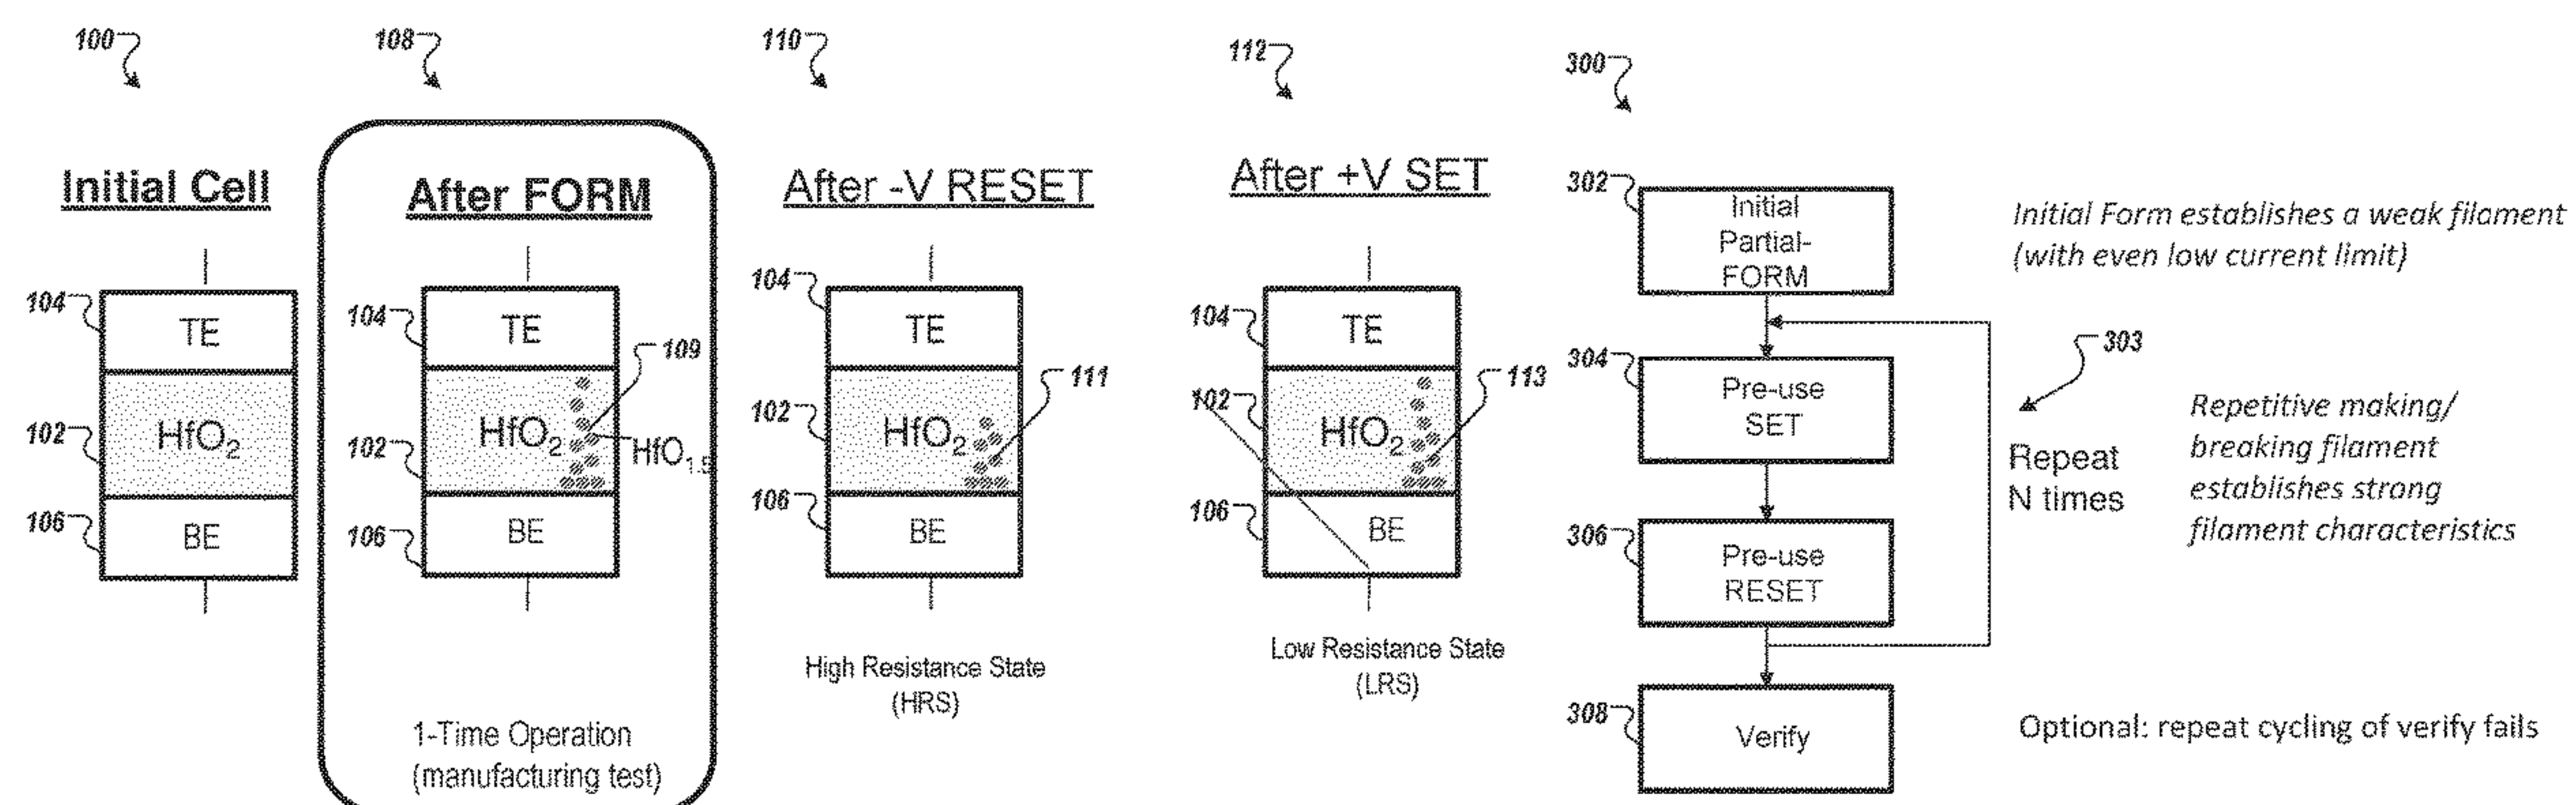 100
108
110
112
300
Initial Cell
After FORM
After -V RESET
After +V SET
104
TE
102
HfO2
106
BE
104
TE
109
102
HfO2
HfO1.5
106
BE
1-Time Operation
(manufacturing test)
104
TE
111
102
HfO2
106
BE
High Resistance State
(HRS)
104
TE
113
102
HfO2
106
BE
Low Resistance State
(LRS)
302
Initial
Partial-
FORM
Initial Form establishes a weak filament
(with even low current limit)
304
Pre-use
SET
303
Repeat
N times
Repetitive making/
breaking filament
establishes strong
filament characteristics
306
Pre-use
RESET
308
Verify
Optional: repeat cycling of verify fails